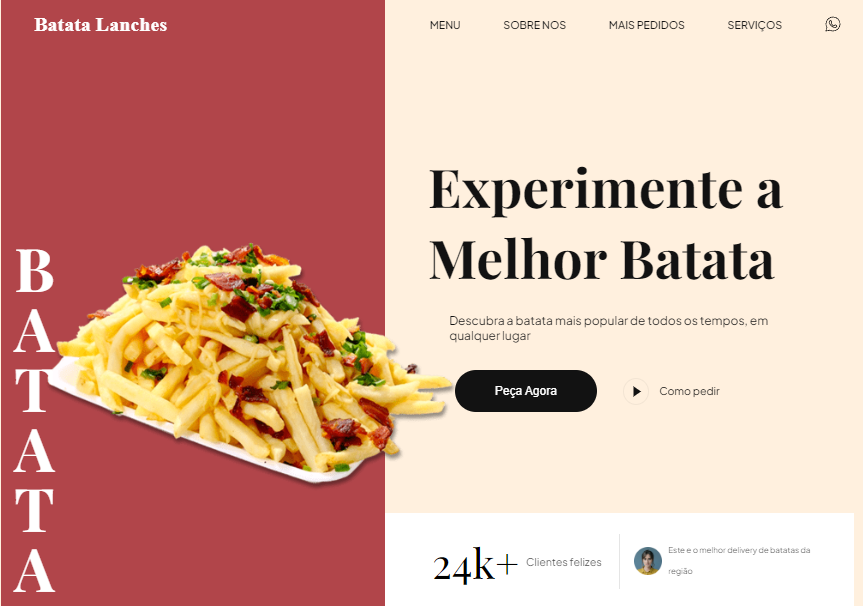 Batata Lanches
MENU
SOBRE NOS
MAIS PEDIDOS
SERVIÇOS
BATATA
Experimente a
Melhor Batata
Descubra a batata mais popular de todos os tempos, em
qualquer lugar
Peça Agora
Como pedir
24k+
Clientes felizes
Este e o melhor delivery de batatas da
região